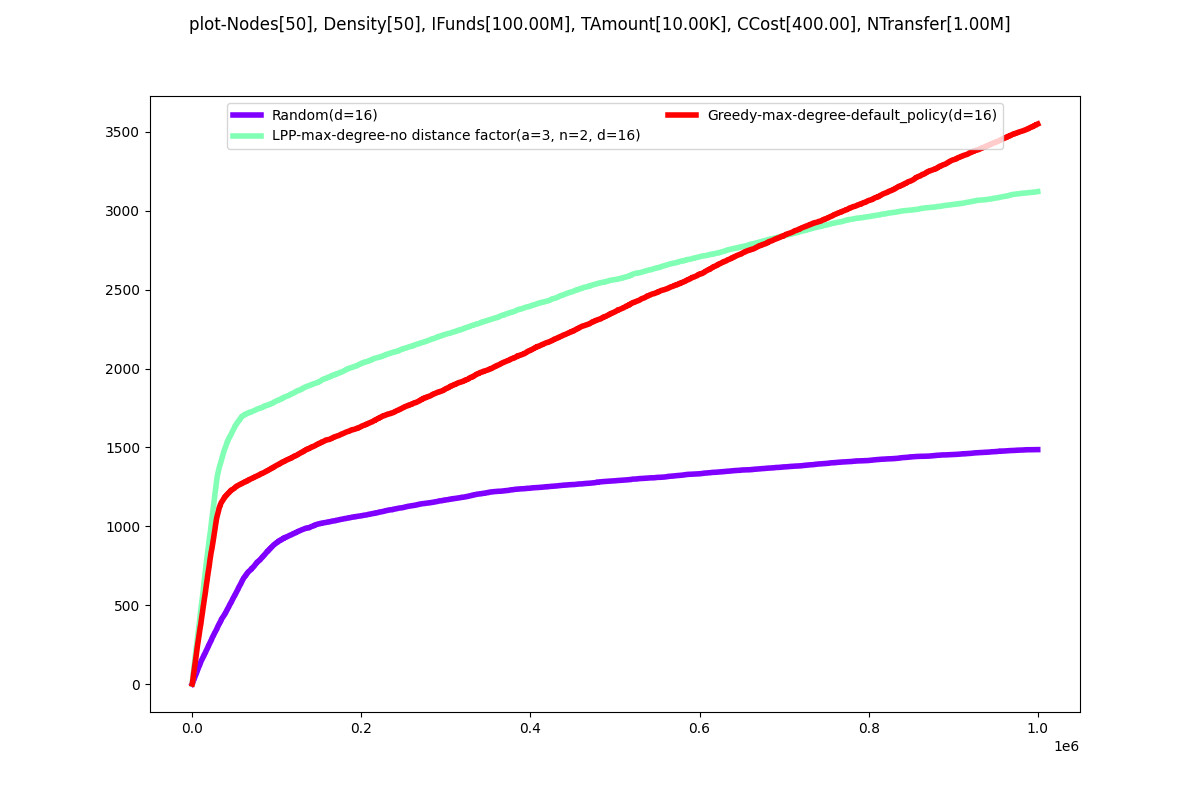 plot-Nodes[50], Density[50], IFunds[100.00M], TAmount[10.00K], CCost[400.00], NTransfer[1.00M]
Random(d=16)
LPP-max-degree-no distance factor(a=3, n=2, d=16)
Greedy-max-degree-default_policy(d=16)
3500
3000
2500
2000
1500
1000
500
0
0.0 0.2 0.4 0.6 0.8 1.0
1e6